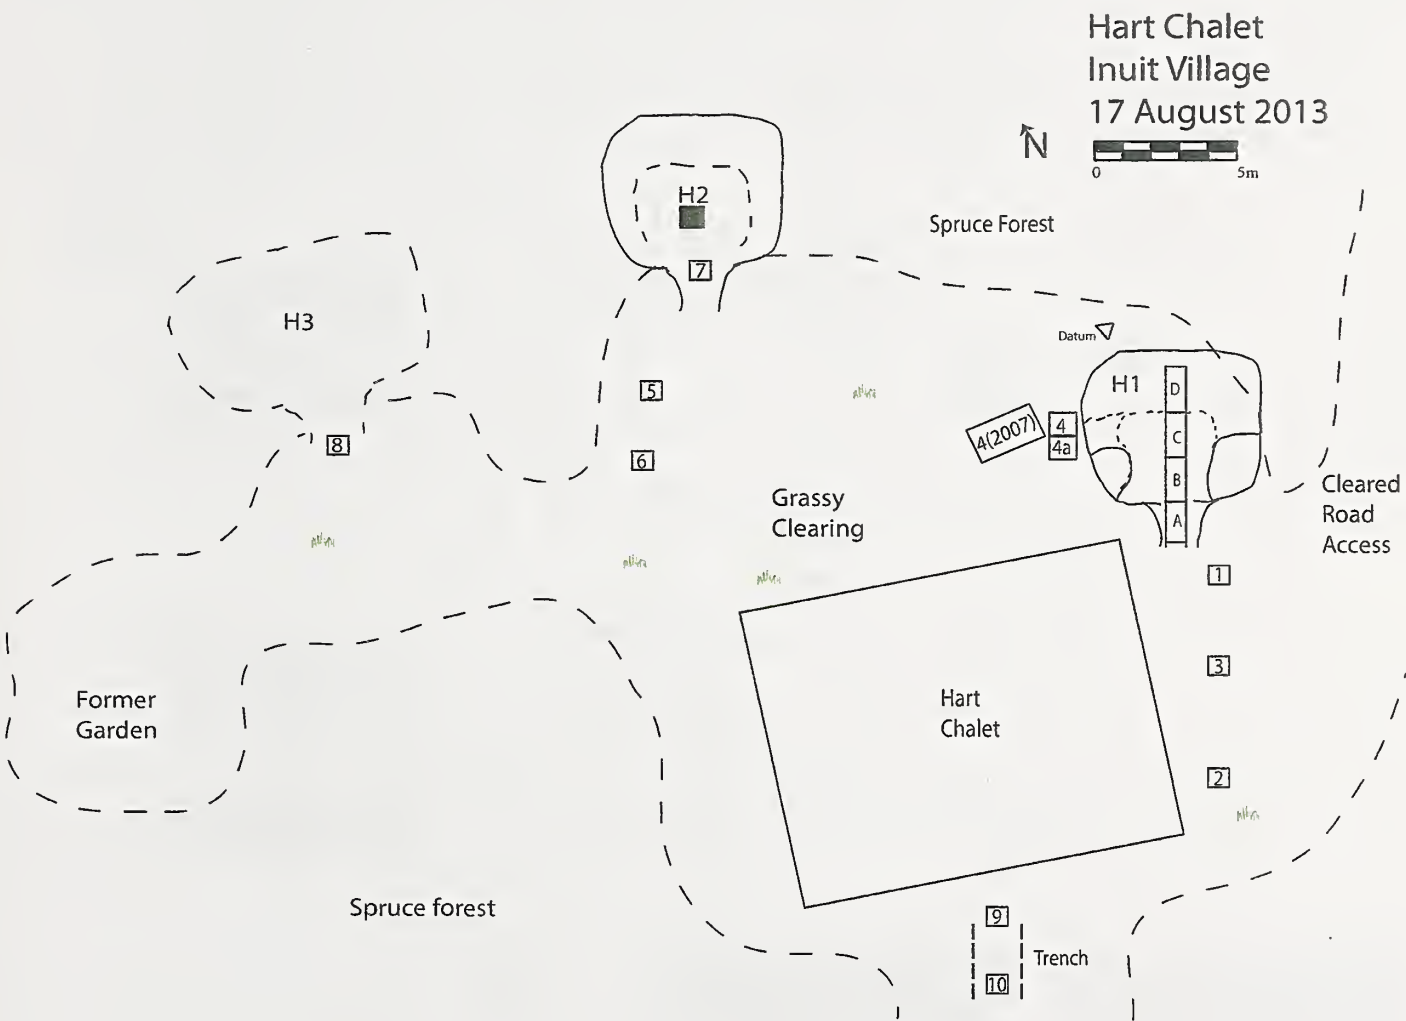 Hart Chalet
Inuit Village
17 August 2013
N
0 5m
Spruce Forest
H2
7
H3
Datum
H1
D
5
4(2007)
4
4a
C
8
6
B
Grassy
Clearing
A
Cleared
Road
Access
1
3
Former
Garden
Hart
Chalet
2
Spruce forest
9
Trench
10